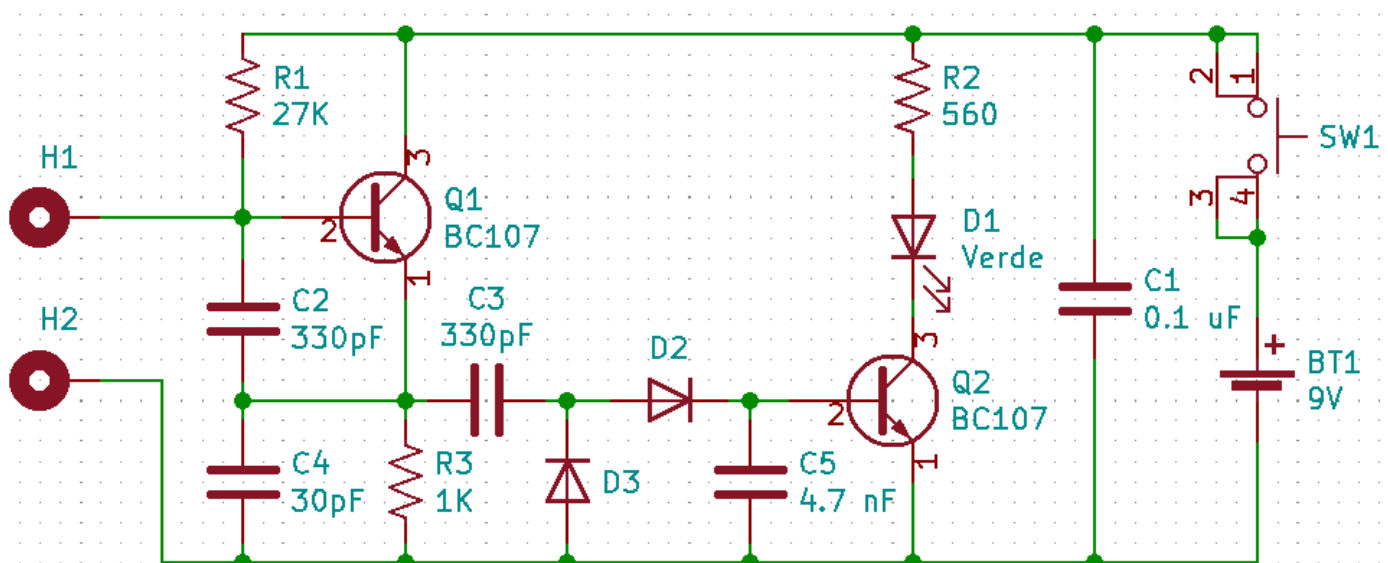 R1
27K
H1
3
Q1
BC107
2
1
C2
330pF
C3
330pF
H2
C4
30pF
R3
1K
D3
D2
C5
4.7 nF
R2
560
D1
Verde
3
Q2
BC107
2
1
C1
0.1 uF
2
1
SW1
3
4
+
BT1
9V